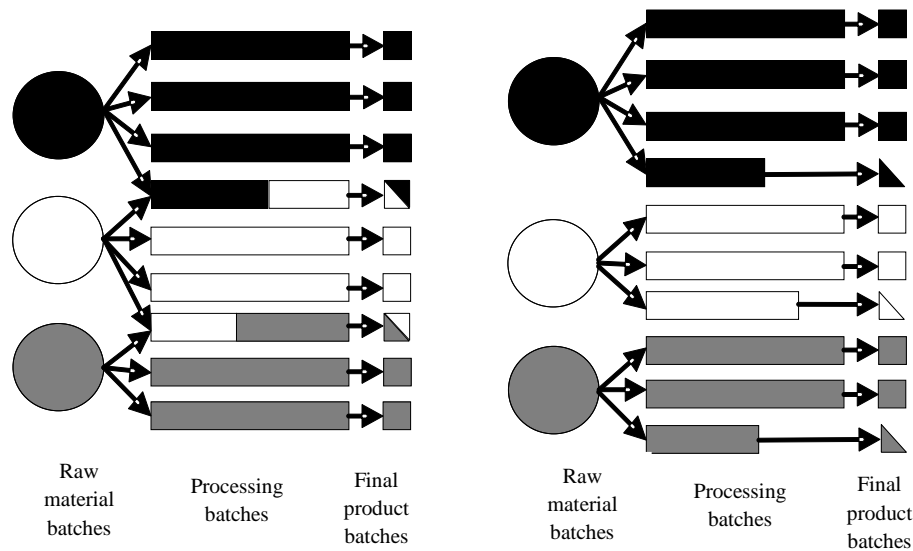 Raw
material
batches
Processing
batches
Final
product
batches
Raw
material
batches
Processing
batches
Final
product
batches